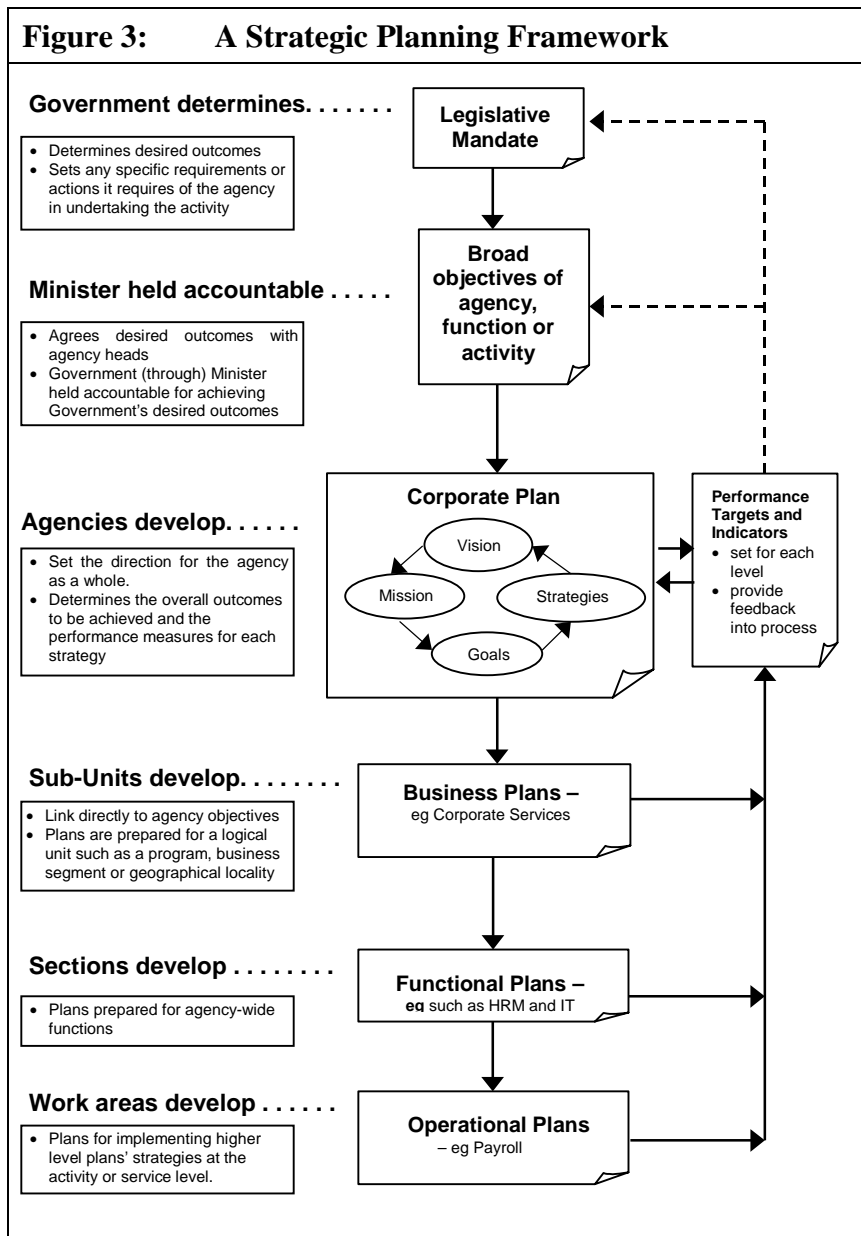 Figure 3: A Strategic Planning Framework
Government determines. . . . . . .
• Determines desired outcomes
• Sets any specific requirements or
actions it requires of the agency
in undertaking the activity
Legislative
Mandate
Minister held accountable . . . . .
• Agrees desired outcomes with
agency heads
• Government (through) Minister
held accountable for achieving
Government's desired outcomes
Broad
objectives of
agency,
function or
activity
Agencies develop. . . . . .
• Set the direction for the agency
as a whole.
• Determines the overall outcomes
to be achieved and the
performance measures for each
strategy
Corporate Plan
Vision
Mission
Strategies
Goals
Performance
Targets and
Indicators
• set for each
level
• provide
feedback
into process
Sub-Units develop. . . . . . . .
• Link directly to agency objectives
• Plans are prepared for a logical
unit such as a program, business
segment or geographical locality
Business Plans –
eg Corporate Services
Sections develop . . . . . . . .
• Plans prepared for agency-wide
functions
Functional Plans –
eg such as HRM and IT
Work areas develop . . . . . .
• Plans for implementing higher
level plans' strategies at the
activity or service level.
Operational Plans
– eg Payroll